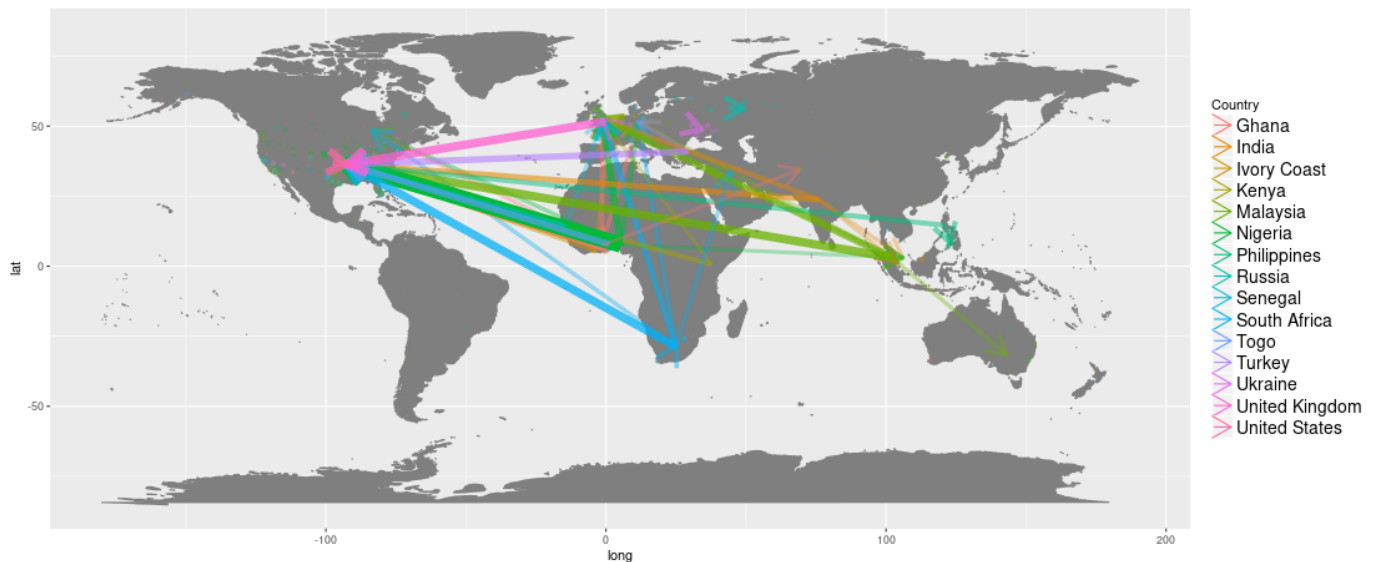 lat
50
0
-50
-100
0
100
200
long
Country
Ghana
India
Ivory Coast
Kenya
Malaysia
Nigeria
Philippines
Russia
Senegal
South Africa
Togo
Turkey
Ukraine
United Kingdom
United States